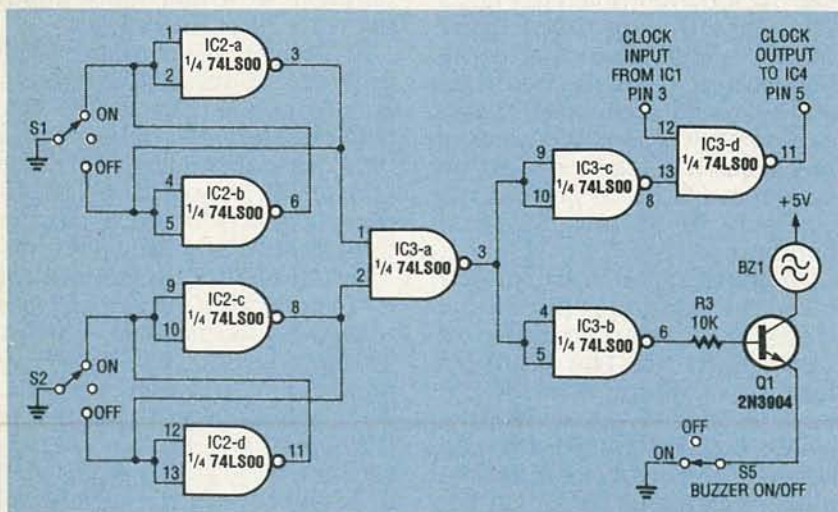 IC2-a
1/4 74LS00
1
2
3
ON
S1
OFF
IC2-b
1/4 74LS00
4
5
6
IC2-c
1/4 74LS00
9
10
8
ON
S2
OFF
IC2-d
1/4 74LS00
12
13
11
IC3-a
1/4 74LS00
1
2
3
IC3-c
1/4 74LS00
9
10
8
IC3-b
1/4 74LS00
4
5
6
CLOCK
INPUT
FROM IC1
PIN 3
CLOCK
OUTPUT
TO IC4
PIN 5
12
13
IC3-d
1/4 74LS00
11
+5V
BZ1
R3
10K
Q1
2N3904
OFF
ON
S5
BUZZER ON/OFF